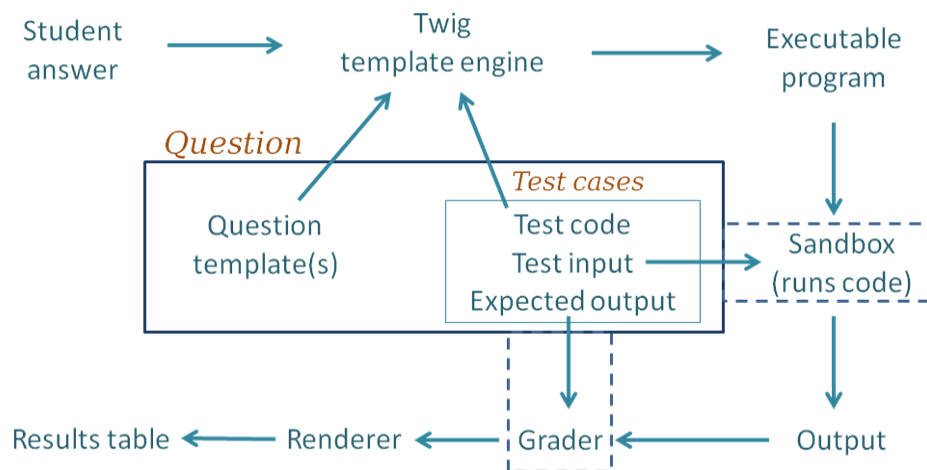 Student
answer
Twig
template engine
Executable
program
Question
Test cases
Question
template(s)
Test code
Test input
Expected output
Sandbox
(runs code)
Results table
Renderer
Grader
Output